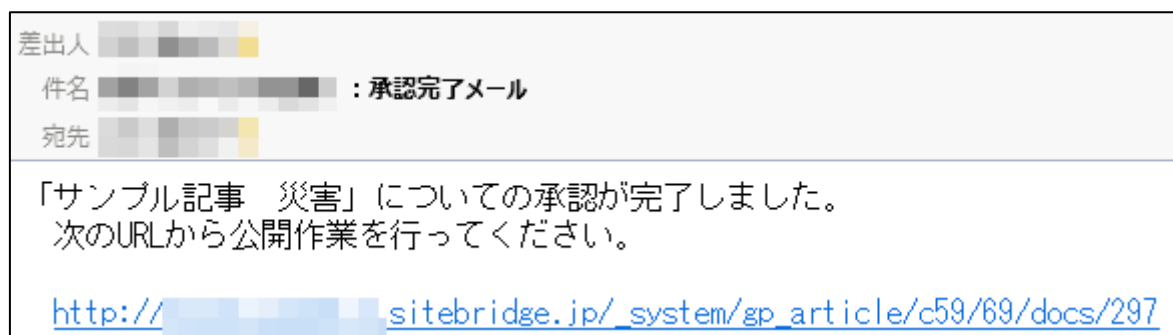 差出人
件名 ：承認完了メール
宛先
「サンプル記事　災害」についての承認が完了しました。
次のURLから公開作業を行ってください。
http:// sitebridge.jp/_system/gp_article/c59/69/docs/297